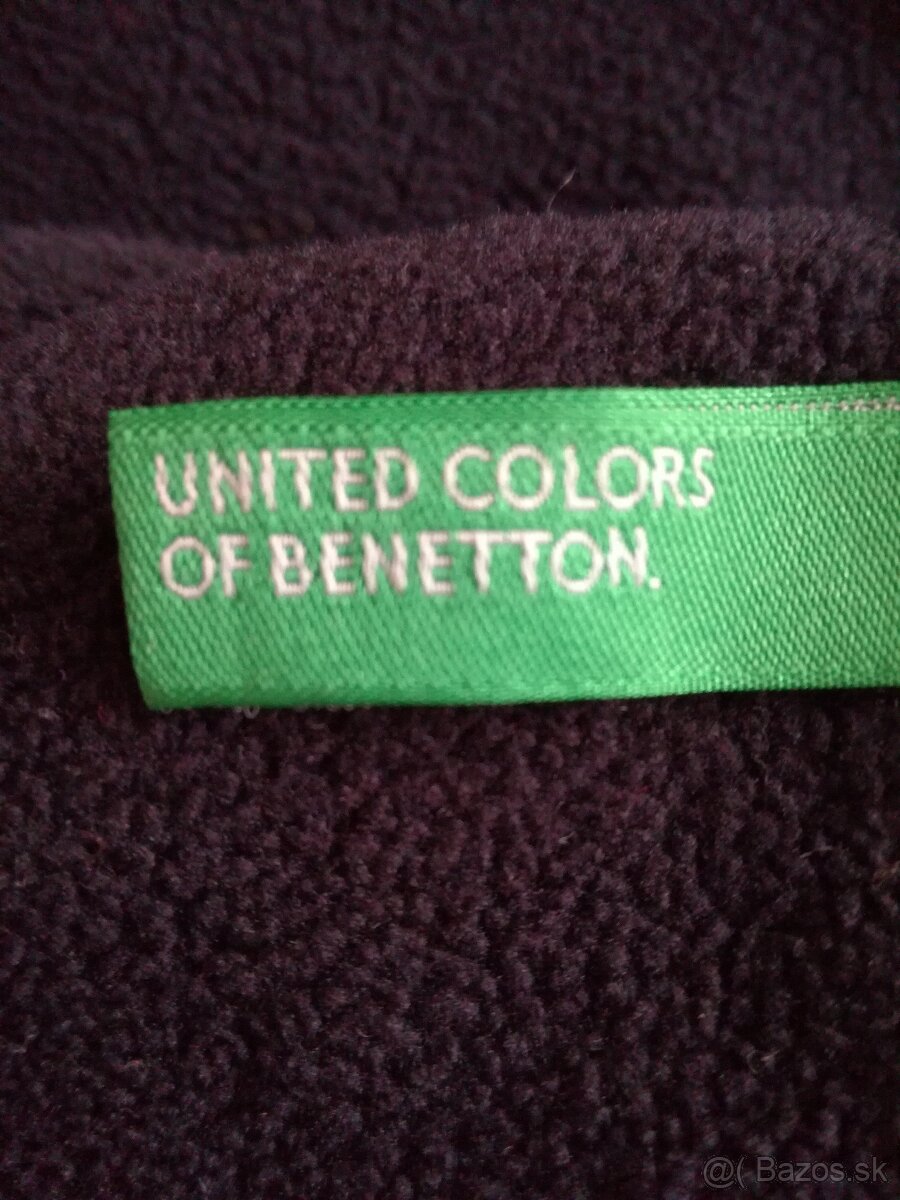 UNITED COLORS
OF BENETTON.
@( Bazos.sk